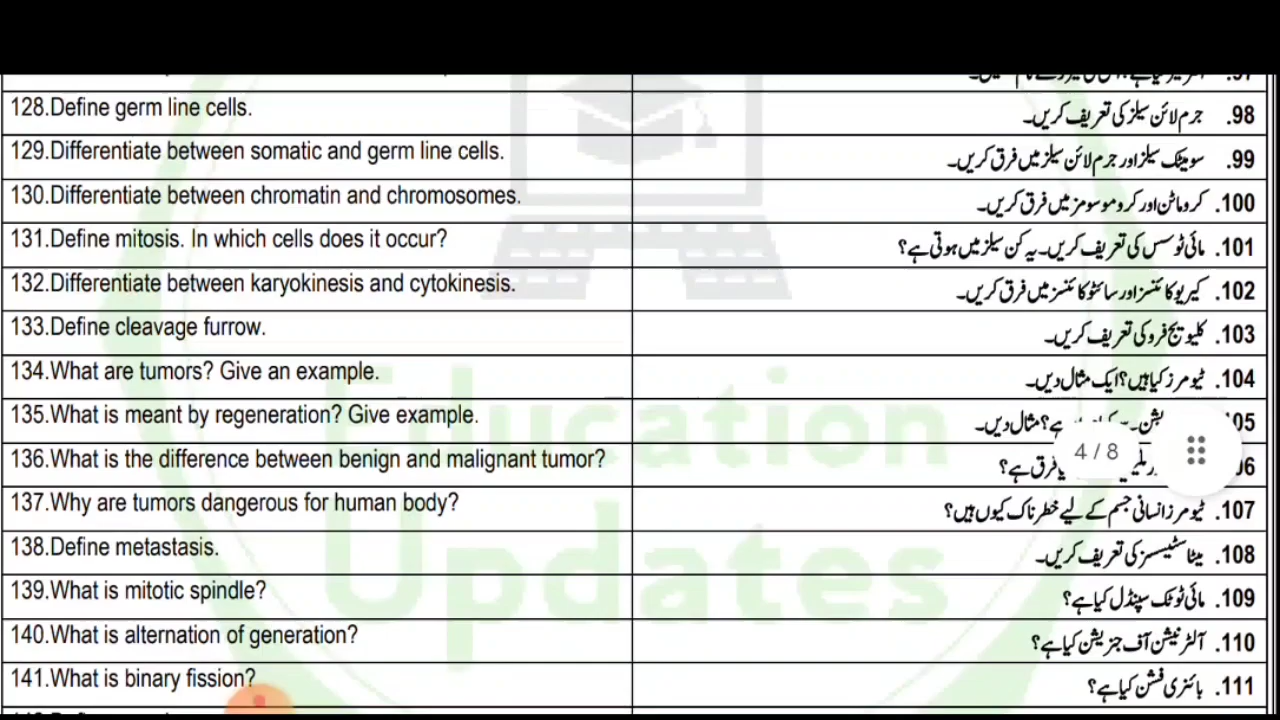 128.Define germ line cells.
98. جرم لائن سیلز کی تعریف کریں۔
129.Differentiate between somatic and germ line cells.
99. سومیٹک سیلز اور جرم لائن سیلز میں فرق کریں۔
130.Differentiate between chromatin and chromosomes.
100. کروماٹن اور کروموسومز میں فرق کریں۔
131.Define mitosis. In which cells does it occur?
101. مائی ٹوسس کی تعریف کریں۔ یہ کن سیلز میں ہوتی ہے؟
132.Differentiate between karyokinesis and cytokinesis.
102. کیریوکائنسز اور سائٹوکائنسز میں فرق کریں۔
133.Define cleavage furrow.
103. کلیویج فرو کی تعریف کریں۔
134.What are tumors? Give an example.
104. ٹیومرز کیا ہیں؟ ایک مثال دیں۔
135.What is meant by regeneration? Give example.
ہے؟ مثال دیں۔
136.What is the difference between benign and malignant tumor?
فرق ہے؟
4 / 8
137.Why are tumors dangerous for human body?
107. ٹیومرز انسانی جسم کے لیے خطرناک کیوں ہیں؟
138.Define metastasis.
108. میٹاسٹیسز کی تعریف کریں۔
139.What is mitotic spindle?
109. مائی ٹوٹک سپنڈل کیا ہے؟
140.What is alternation of generation?
110. آلٹرنیشن آف جنریشن کیا ہے؟
141.What is binary fission?
111. بائنری فشن کیا ہے؟
Education
Updates